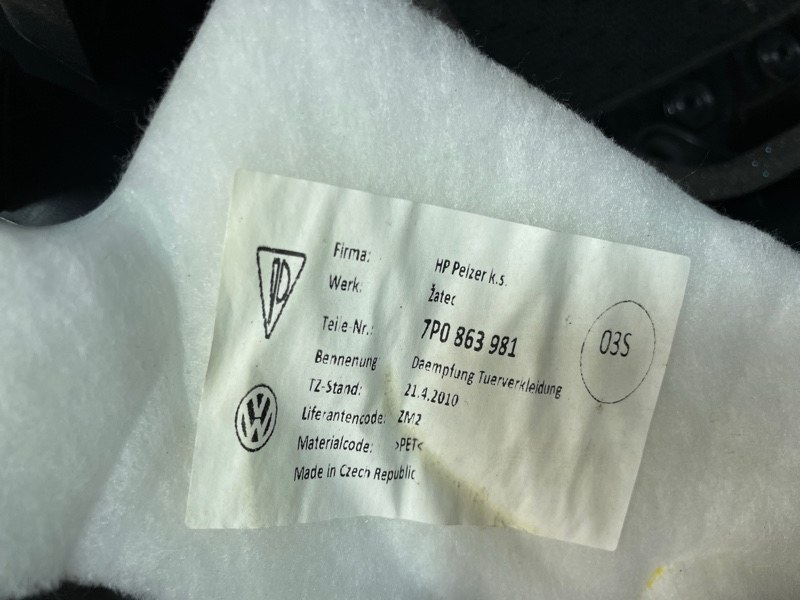 Firma: HP Pelzer k.s.
Werk: Žatec
Teile-Nr.: 7P0 863 981
Bennenung Daempfung Tuerverkleidung
TZ-Stand: 21.4.2010
Liferantencode: ZM2
Materialcode: >PET<
Made in Czech Republic
03S